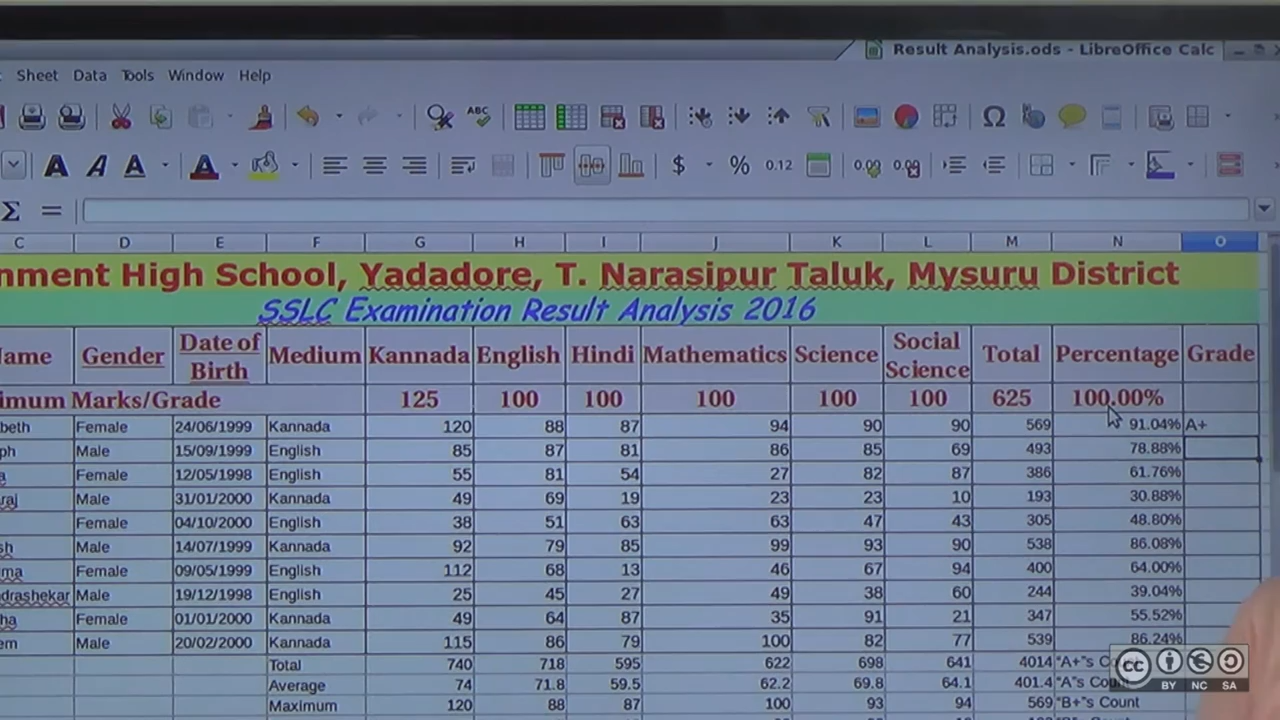 Result Analysis.ods - LibreOffice Calc
Sheet Data Tools Window Help
ABC
A A A A $ % 0.12 0.00 0.00
Σ =
C D E F G H I J K L M N O
nment High School, Yadadore, T. Narasipur Taluk, Mysuru District
SSLC Examination Result Analysis 2016
Name Gender Date of Birth Medium Kannada English Hindi Mathematics Science Social Science Total Percentage Grade
imum Marks/Grade 125 100 100 100 100 100 625 100.00%
beth Female 24/06/1999 Kannada 120 88 87 94 90 90 569 91.04% A+
ph Male 15/09/1999 English 85 87 81 86 85 69 493 78.88%
a Female 12/05/1998 English 55 81 54 27 82 87 386 61.76%
raj Male 31/01/2000 Kannada 49 69 19 23 23 10 193 30.88%
Female 04/10/2000 English 38 51 63 63 47 43 305 48.80%
sh Male 14/07/1999 Kannada 92 79 85 99 93 90 538 86.08%
ma Female 09/05/1999 English 112 68 13 46 67 94 400 64.00%
drashekar Male 19/12/1998 English 25 45 27 49 38 60 244 39.04%
ha Female 01/01/2000 Kannada 49 64 87 35 91 21 347 55.52%
em Male 20/02/2000 Kannada 115 86 79 100 82 77 539 86.24%
Total 740 718 595 622 698 641 4014 "A+"s Co
Average 74 71.8 59.5 62.2 69.8 64.1 401.4 "A"s Count
Maximum 120 88 87 100 93 94 569 "B+"s Count
cc BY NC SA